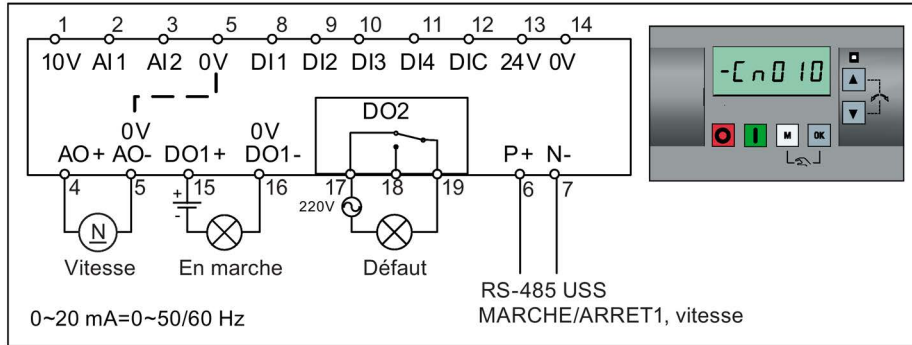 1 2 3 5 8 9 10 11 12 13 14
10V AI1 AI2 0V DI1 DI2 DI3 DI4 DIC 24V 0V
-Cn010
DO2
0V 0V
AO+ AO- DO1+ DO1- P+ N-
M OK
4 5 15 16 17 18 19 6 7
+
-
220V
N
Vitesse En marche Défaut
RS-485 USS
0~20 mA=0~50/60 Hz MARCHE/ARRET1, vitesse